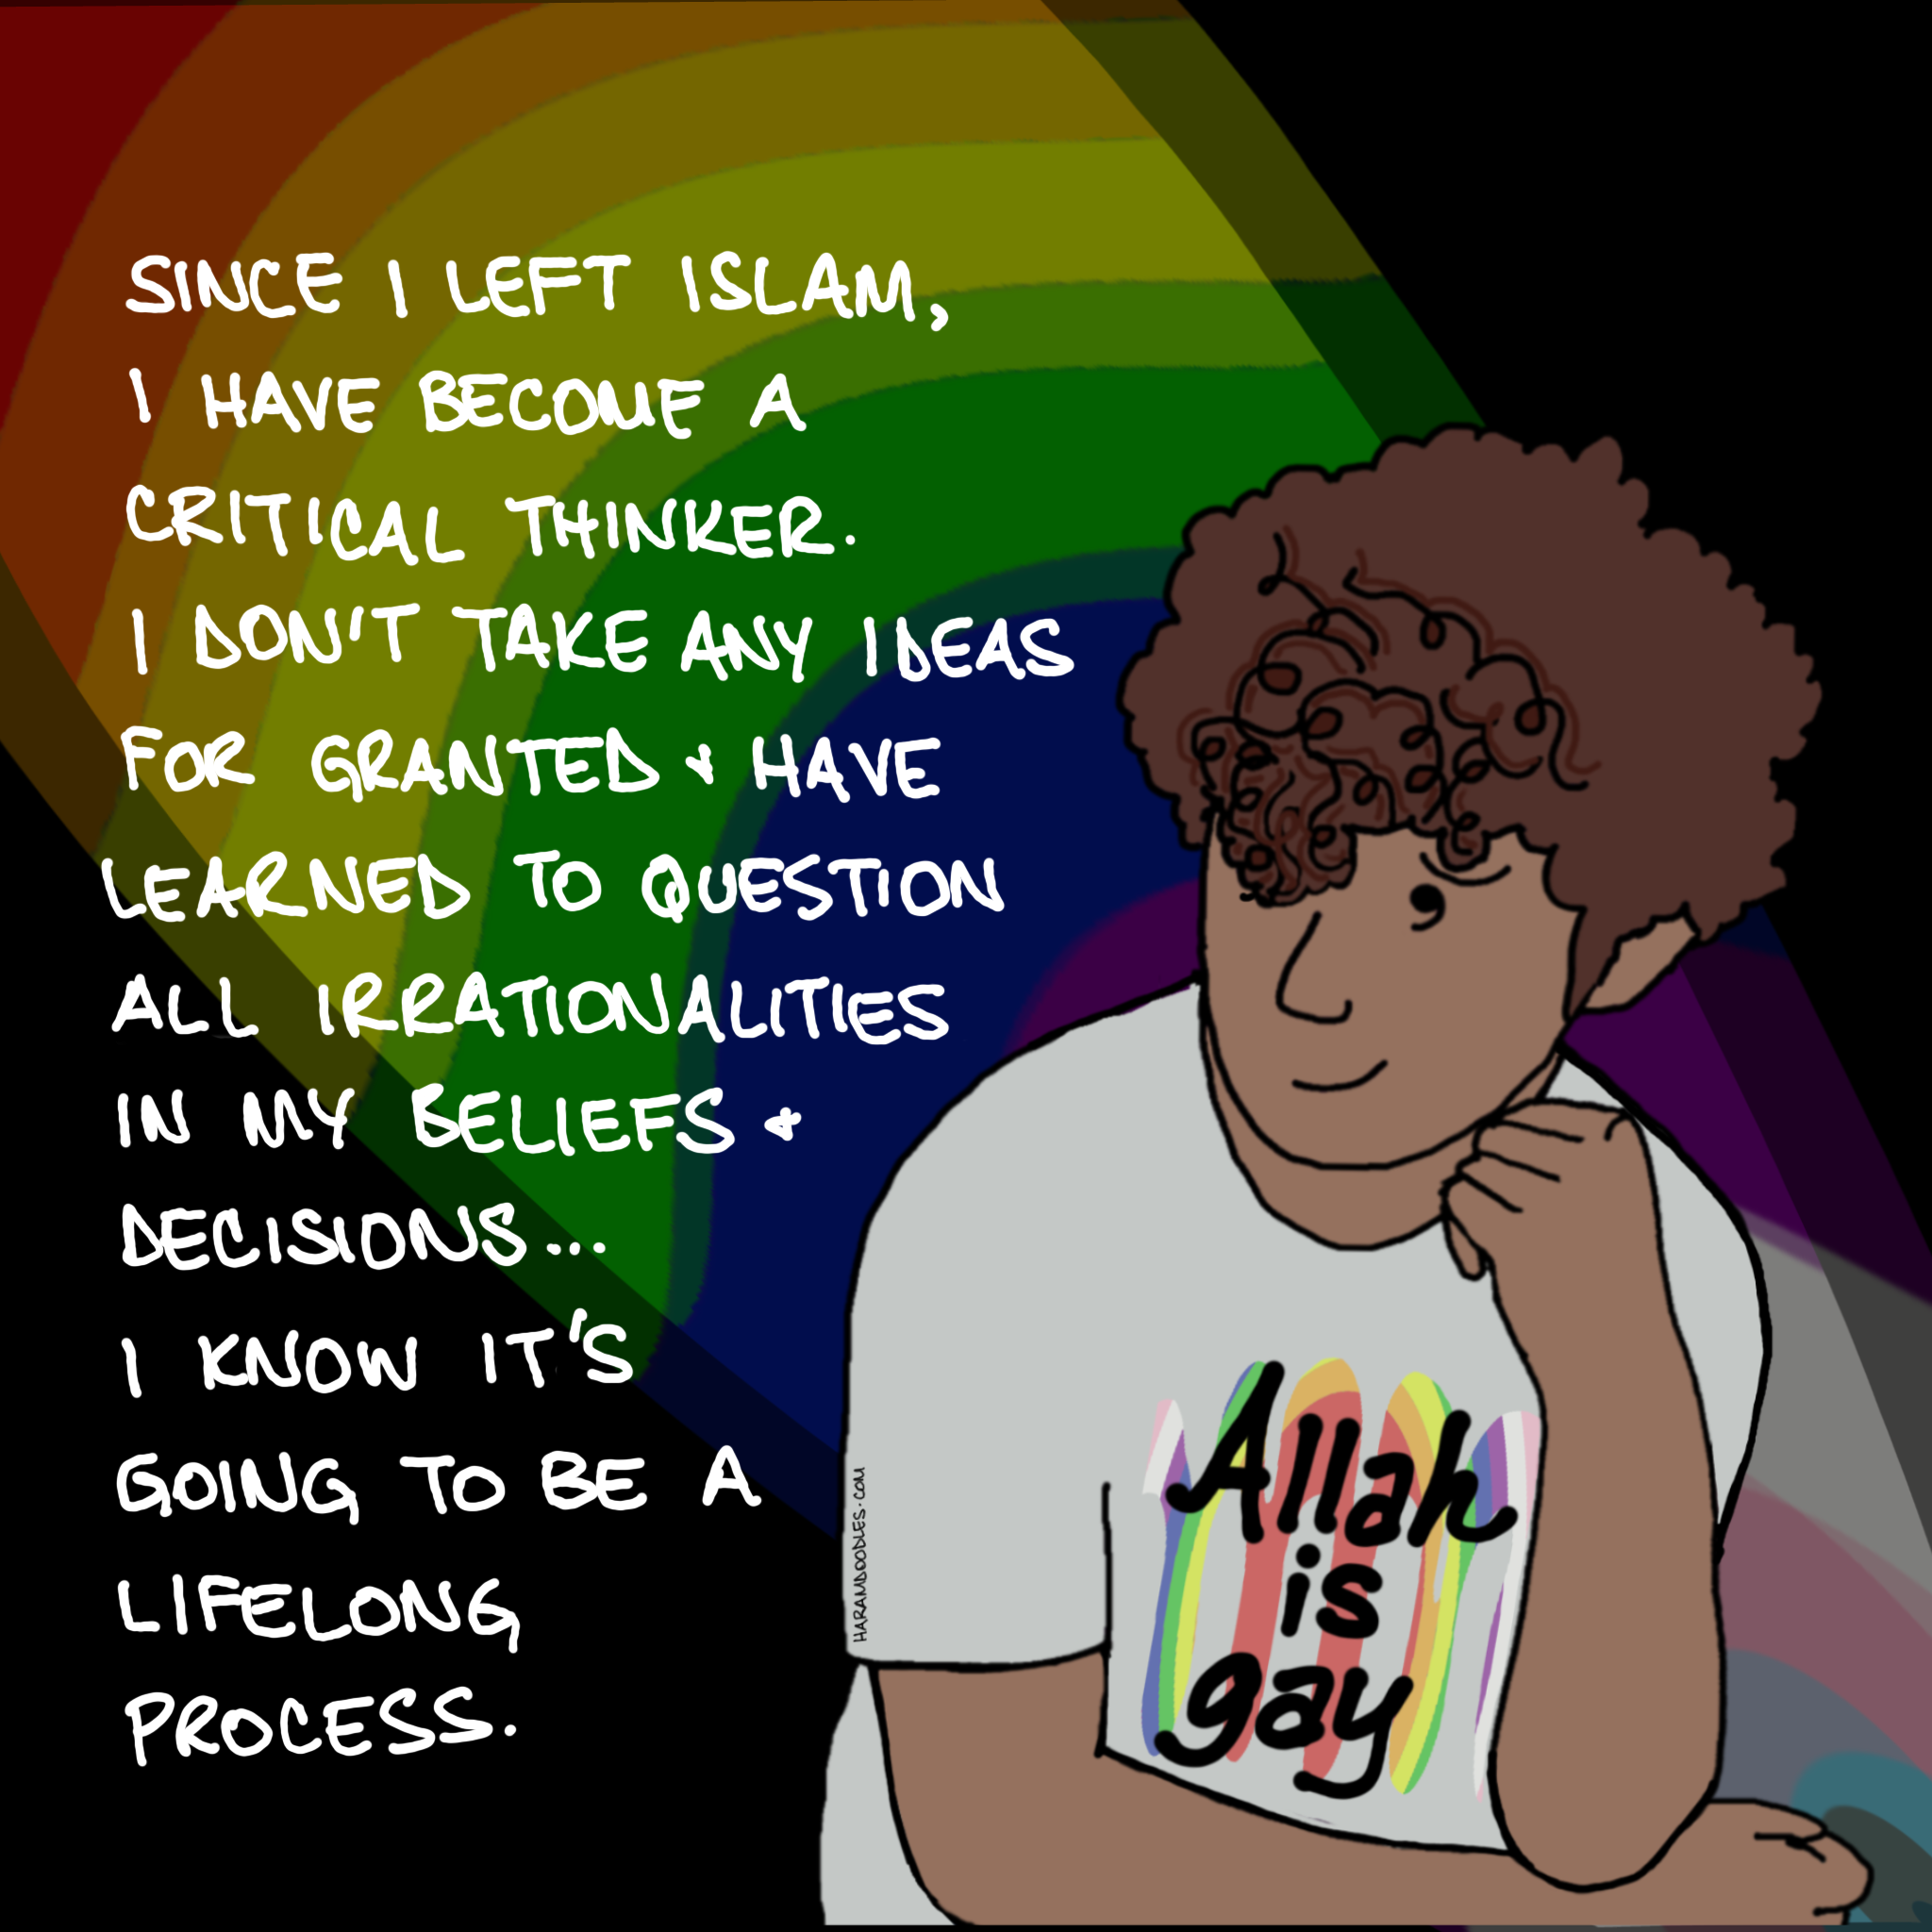 SINCE I LEFT ISLAM,
I HAVE BECOME A
CRITICAL THINKER.
I DON'T TAKE ANY IDEAS
FOR GRANTED & HAVE
LEARNED TO QUESTION
ALL IRRATIONALITIES
IN MY BELIEFS &
DECISIONS...
I KNOW IT'S
GOING TO BE A
LIFELONG
PROCESS.
HARAMDOODLES.COM
Allah
is
gay